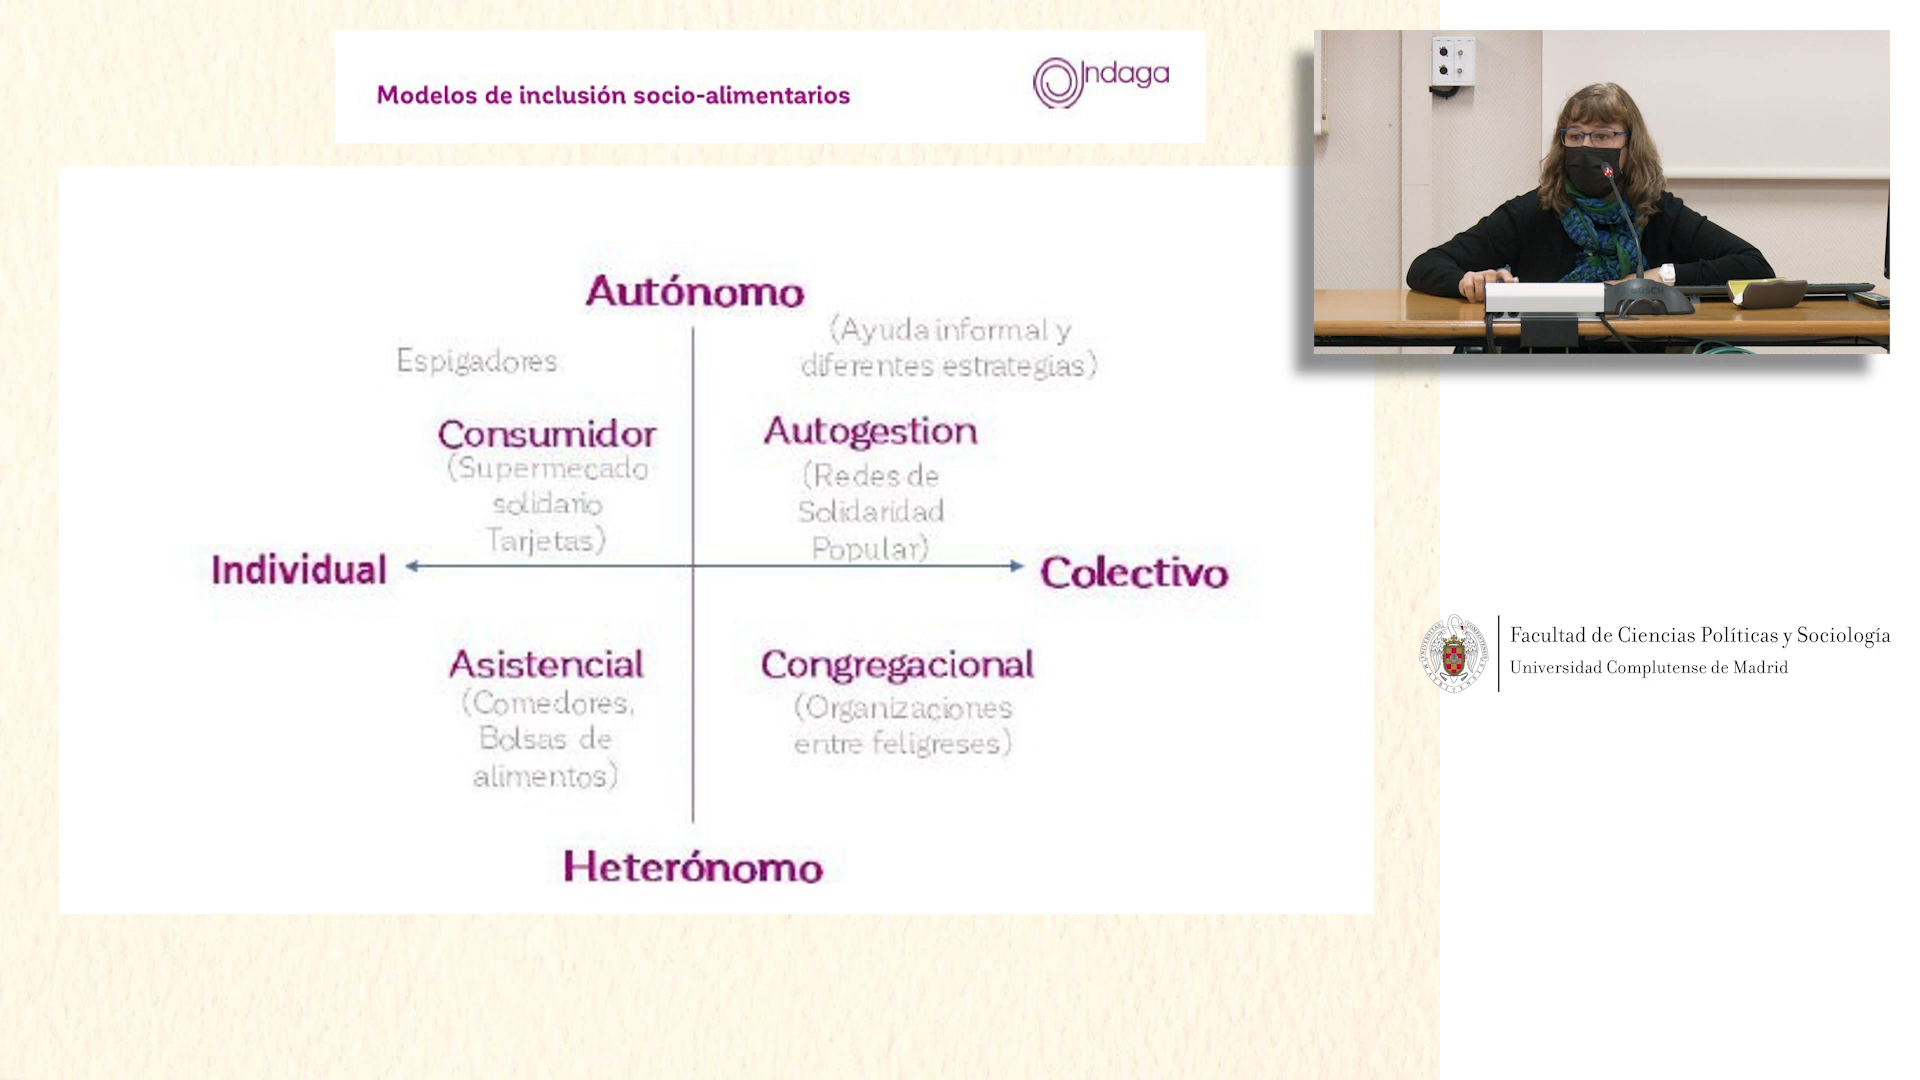 Modelos de inclusión socio-alimentarios
Indaga
Autónomo
Espigadores
(Ayuda informal y
diferentes estrategias)
Consumidor
(Supermecado
solidario
Tarjetas)
Autogestion
(Redes de
Solidaridad
Popular)
Individual
Colectivo
Asistencial
(Comedores,
Bolsas de
alimentos)
Congregacional
(Organizaciones
entre feligreses)
Heterónomo
BOSCH
Facultad de Ciencias Políticas y Sociología
Universidad Complutense de Madrid